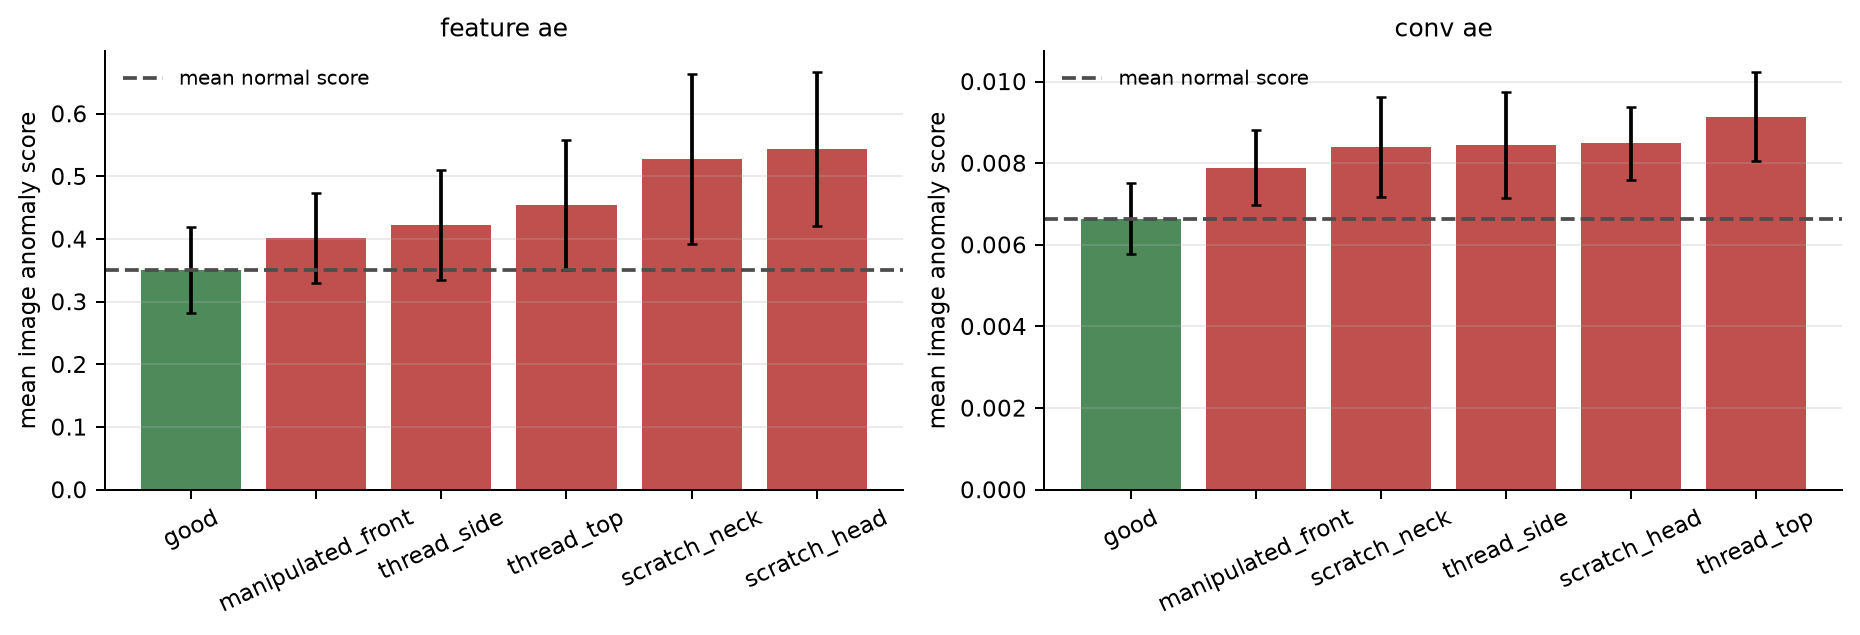 feature ae
mean image anomaly score
0.6
0.5
0.4
0.3
0.2
0.1
0.0
mean normal score
good
manipulated_front
thread_side
thread_top
scratch_neck
scratch_head
conv ae
mean image anomaly score
0.010
0.008
0.006
0.004
0.002
0.000
mean normal score
good
manipulated_front
scratch_neck
thread_side
scratch_head
thread_top